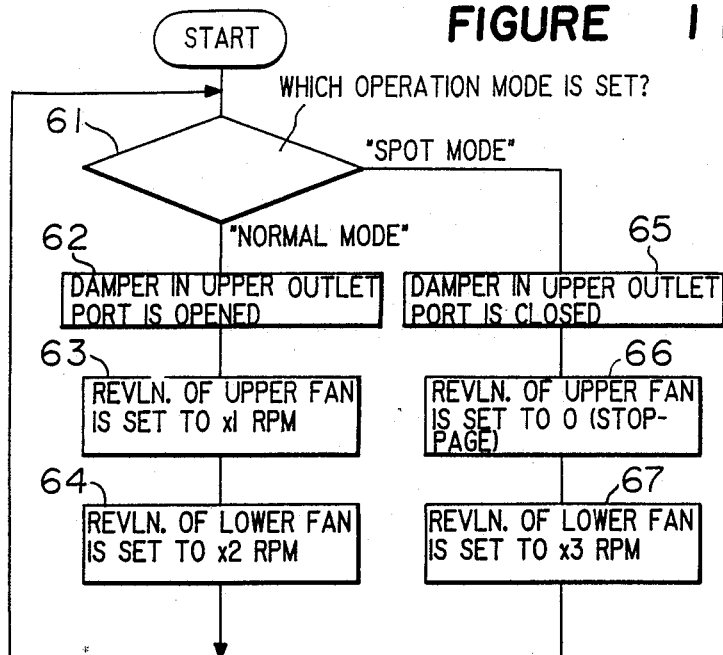 FIGURE 1
START
WHICH OPERATION MODE IS SET?
61
"SPOT MODE"
"NORMAL MODE"
62
DAMPER IN UPPER OUTLET
PORT IS OPENED
65
DAMPER IN UPPER OUTLET
PORT IS CLOSED
63
REVLN. OF UPPER FAN
IS SET TO x1 RPM
66
REVLN. OF UPPER FAN
IS SET TO 0 (STOP-
PAGE)
64
REVLN. OF LOWER FAN
IS SET TO x2 RPM
67
REVLN. OF LOWER FAN
IS SET TO x3 RPM